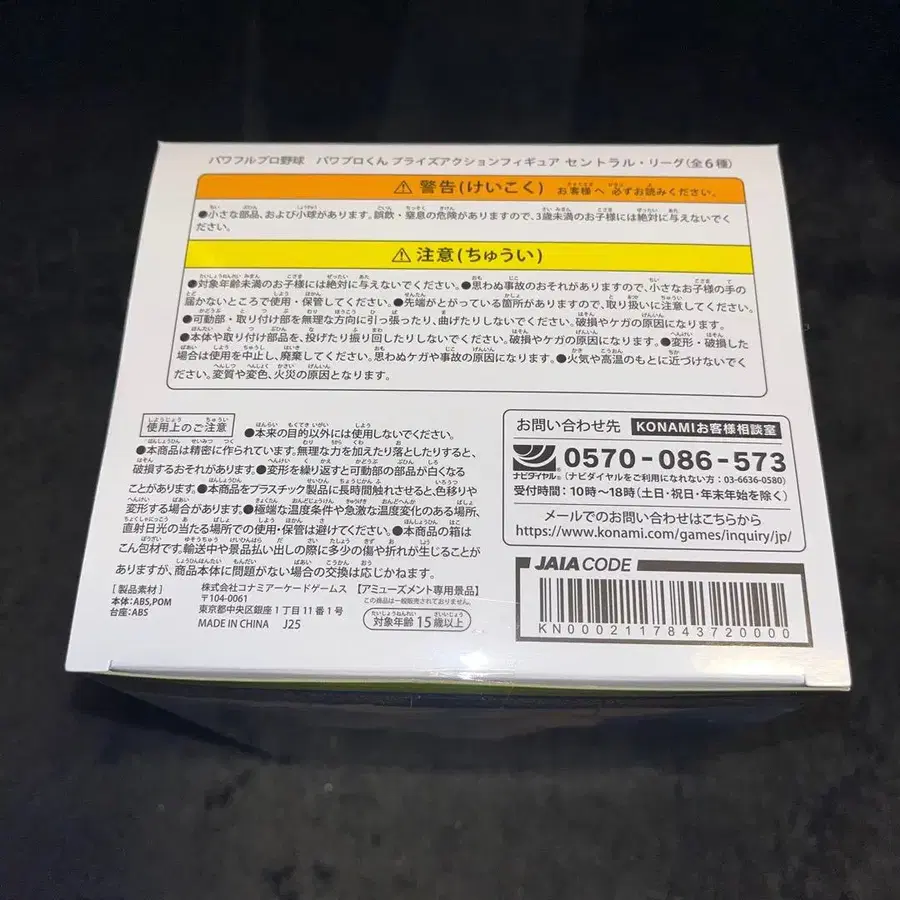 パワフルプロ野球 パワプロくん プライズアクションフィギュア セントラル・リーグ(全6種)
⚠ 警告(けいこく) お客様へ 必ずお読みください。
●小さな部品、および小球があります。誤飲・窒息の危険がありますので、3歳未満のお子様には絶対に与えないでく
ださい。
⚠ 注意(ちゅうい)
●対象年齢未満のお子様には絶対に与えないでください。●思わぬ事故のおそれがありますので、小さなお子様の手の
届かないところで使用・保管してください。●先端がとがっている箇所がありますので、取り扱いに注意してください。
●可動部・取り付け部を無理な方向に引っ張ったり、曲げたりしないでください。破損やケガの原因になります。
●本体や取り付け部品を、投げたり振り回したりしないでください。破損やケガの原因になります。●変形・破損した
場合は使用を中止し、廃棄してください。思わぬケガや事故の原因になります。●火気や高温のもとに近づけないでく
ださい。変質や変色、火災の原因となります。
使用上のご注意 ●本来の目的以外には使用しないでください。
●本商品は精密に作られています。無理な力を加えたり落としたりすると、
破損するおそれがあります。●変形を繰り返すと可動部の部品が白くなる
ことがあります。●本商品をプラスチック製品に長時間触れさせると、色移りや
変形する場合があります。●極端な温度条件や急激な温度変化のある場所、
直射日光の当たる場所での使用・保管は避けてください。●本商品の箱は
こん包材です。輸送中や景品払い出しの際に多少の傷や折れが生じることが
ありますが、商品本体に問題がない場合の交換は応じかねます。
[製品素材]
本体:ABS,POM
台座:ABS
株式会社コナミアーケードゲームス
〒104-0061
東京都中央区銀座1丁目11番1号
MADE IN CHINA J25
【アミューズメント専用景品】
この商品は一般販売されておりません。
対象年齢 15歳以上
お問い合わせ先 KONAMIお客様相談室
ナビダイヤル® 0570-086-573
(ナビダイヤルをご利用になれない方:03-6636-0580)
受付時間:10時~18時(土日・祝日・年末年始を除く)
メールでのお問い合わせはこちらから
https://www.konami.com/games/inquiry/jp/
JAIA CODE
KN0002117843720000